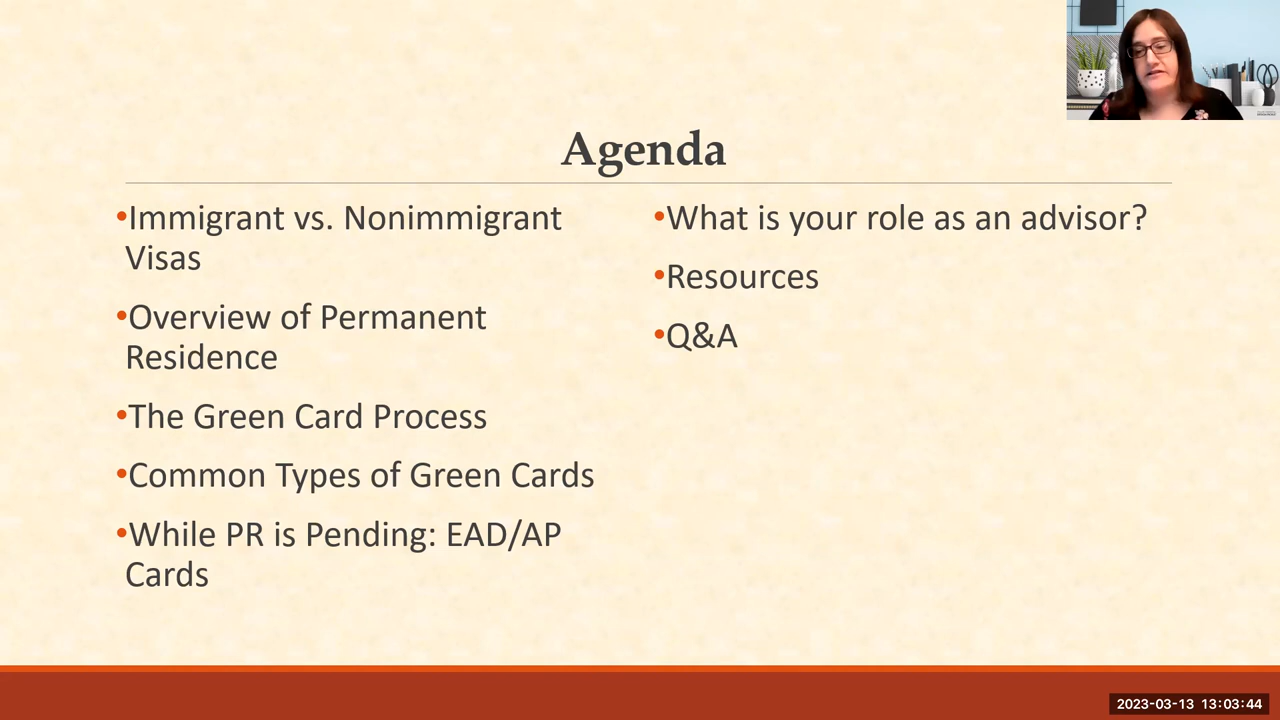 Agenda
•Immigrant vs. Nonimmigrant
Visas
•Overview of Permanent
Residence
•The Green Card Process
•Common Types of Green Cards
•While PR is Pending: EAD/AP
Cards
•What is your role as an advisor?
•Resources
•Q&A
2023-03-13 13:03:44